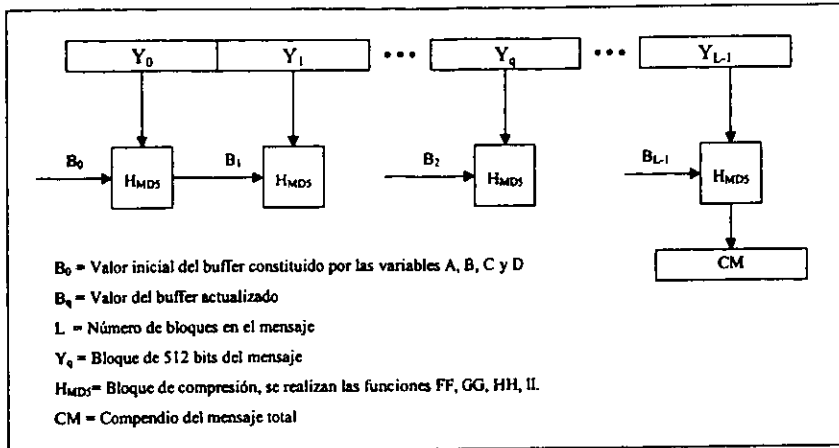 Y0 Y1 ••• Yq ••• YL-1
B0 HMD5 B1 HMD5 B2 HMD5 BL-1 HMD5
CM
B0 = Valor inicial del buffer constituido por las variables A, B, C y D
Bq = Valor del buffer actualizado
L = Número de bloques en el mensaje
Yq = Bloque de 512 bits del mensaje
HMD5= Bloque de compresión, se realizan las funciones FF, GG, HH, II.
CM = Compendio del mensaje total